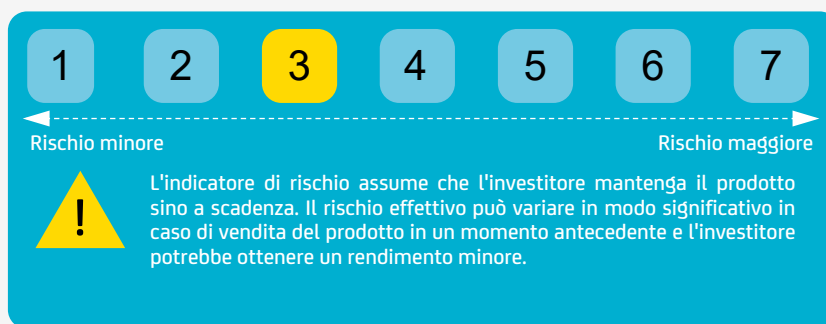 1 2 3 4 5 6 7
Rischio minore Rischio maggiore
! L'indicatore di rischio assume che l'investitore mantenga il prodotto
sino a scadenza. Il rischio effettivo può variare in modo significativo in
caso di vendita del prodotto in un momento antecedente e l'investitore
potrebbe ottenere un rendimento minore.